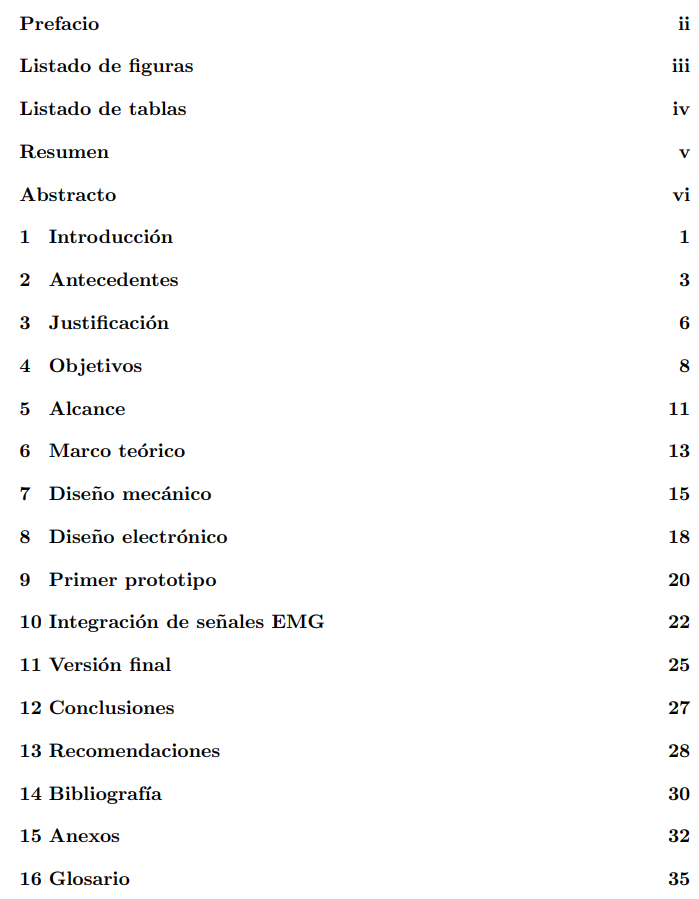 Prefacio ii
Listado de figuras iii
Listado de tablas iv
Resumen v
Abstracto vi
1 Introducción 1
2 Antecedentes 3
3 Justificación 6
4 Objetivos 8
5 Alcance 11
6 Marco teórico 13
7 Diseño mecánico 15
8 Diseño electrónico 18
9 Primer prototipo 20
10 Integración de señales EMG 22
11 Versión final 25
12 Conclusiones 27
13 Recomendaciones 28
14 Bibliografía 30
15 Anexos 32
16 Glosario 35